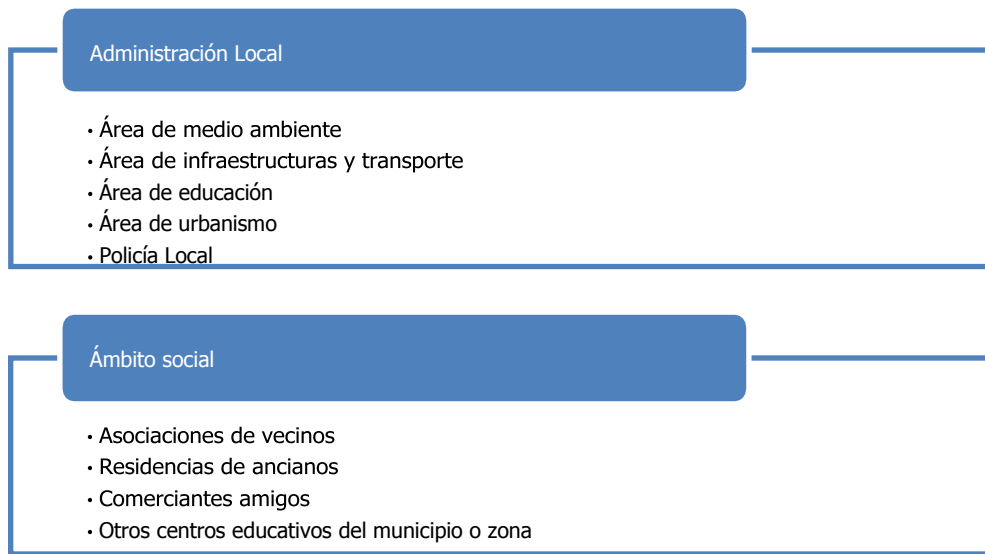 Administración Local
• Área de medio ambiente
• Área de infraestructuras y transporte
• Área de educación
• Área de urbanismo
• Policía Local
Ámbito social
• Asociaciones de vecinos
• Residencias de ancianos
• Comerciantes amigos
• Otros centros educativos del municipio o zona